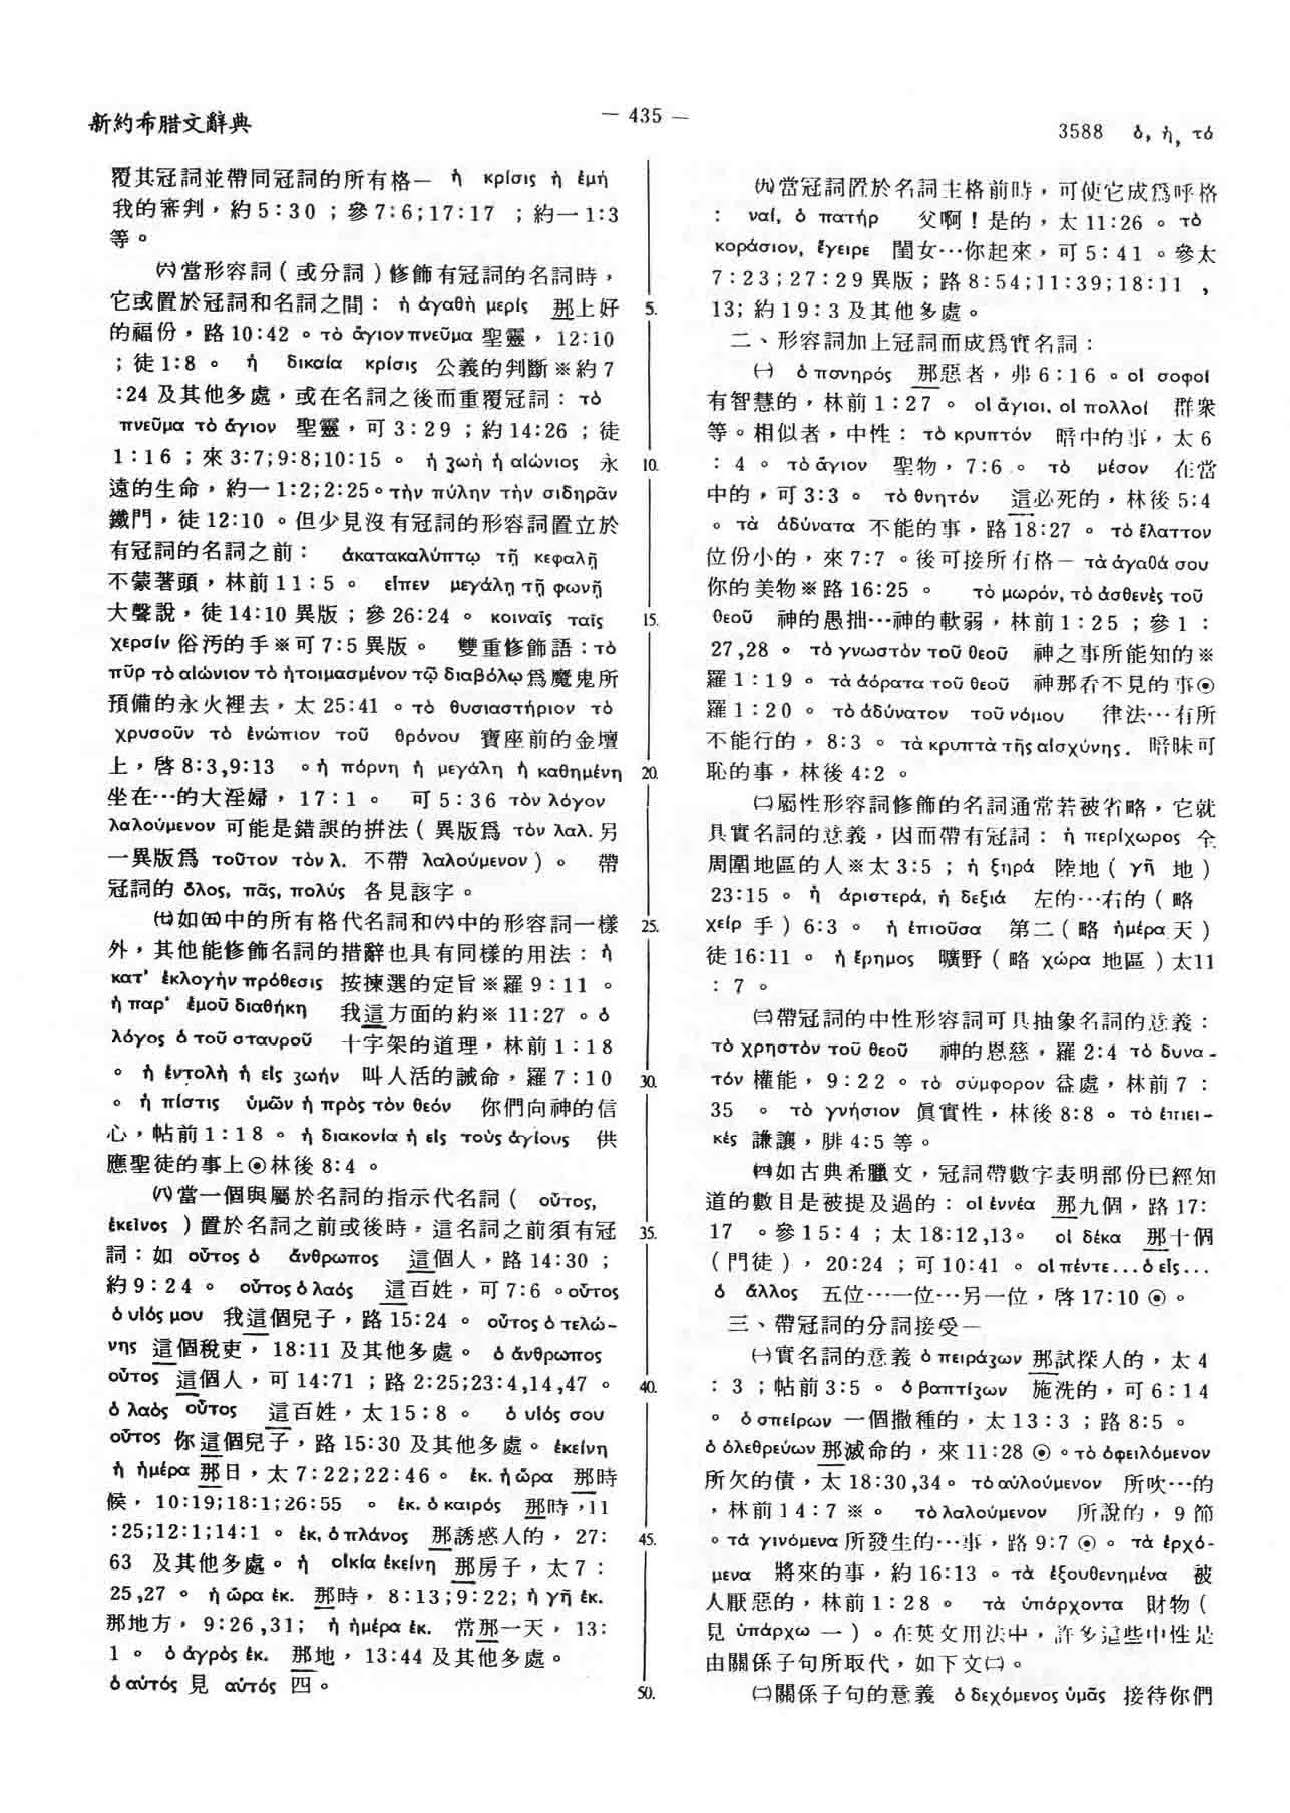 新約希腊文辭典
— 435 —
3588 ὁ, ἡ, τό
覆其冠詞並帶同冠詞的所有格— ἡ κρίσις ἡ ἐμή
我的審判，約5:30；參7:6;17:17；約一1:3
等。
㈥當形容詞（或分詞）修飾有冠詞的名詞時，
它或置於冠詞和名詞之間： ἡ ἀγαθὴ μερίς 那上好
的福份，路10:42。τὸ ἅγιον πνεῦμα 聖靈，12:10
；徒1:8。 ἡ δικαία κρίσις 公義的判斷※約7
:24及其他多處，或在名詞之後而重覆冠詞：τὸ
πνεῦμα τὸ ἅγιον 聖靈，可3:29；約14:26；徒
1:16；來3:7;9:8;10:15。ἡ ζωὴ ἡ αἰώνιος 永
遠的生命，約一1:2;2:25。τὴν πύλην τὴν σιδηρᾶν
鐵門，徒12:10。但少見沒有冠詞的形容詞置立於
有冠詞的名詞之前： ἀκατακαλύπτῳ τῇ κεφαλῇ
不蒙著頭，林前11:5。 εἶπεν μεγάλῃ τῇ φωνῇ
大聲說，徒14:10異版；參26:24。κοιναῖς ταῖς
χερσίν 俗汚的手※可7:5異版。 雙重修飾語：τὸ
πῦρ τὸ αἰώνιον τὸ ἡτοιμασμένον τῷ διαβόλῳ 爲魔鬼所
預備的永火裡去，太25:41。τὸ θυσιαστήριον τὸ
χρυσοῦν τὸ ἐνώπιον τοῦ θρόνου 寶座前的金壇
上，啓8:3,9:13。ἡ πόρνη ἡ μεγάλη ἡ καθημένη
坐在…的大淫婦，17:1。 可5:36 τὸν λόγον
λαλούμενον 可能是錯誤的拚法（異版爲 τὸν λαλ. 另
一異版爲 τοῦτον τὸν λ. 不帶 λαλούμενον）。 帶
冠詞的 ὅλος, πᾶς, πολύς 各見該字。
㈦如㈤中的所有格代名詞和㈥中的形容詞一樣
外，其他能修飾名詞的措辭也具有同樣的用法：ἡ
κατ’ ἐκλογὴν πρόθεσις 按揀選的定旨※羅9:11。
ἡ παρ’ ἐμοῦ διαθήκη 我這方面的約※11:27。ὁ
λόγος ὁ τοῦ σταυροῦ 十字架的道理，林前1:18
。ἡ ἐντολὴ ἡ εἰς ζωήν 叫人活的誡命，羅7:10
。ἡ πίστις ὑμῶν ἡ πρὸς τὸν θεόν 你們向神的信
心，帖前1:18。ἡ διακονία ἡ εἰς τοὺς ἁγίους 供
應聖徒的事上⊙林後8:4。
㈧當一個與屬於名詞的指示代名詞（ οὗτος,
ἐκεῖνος ）置於名詞之前或後時，這名詞之前須有冠
詞：如 οὗτος ὁ ἄνθρωπος 這個人，路14:30；
約9:24。 οὗτος ὁ λαός 這百姓，可7:6。οὗτος
ὁ υἱός μου 我這個兒子，路15:24。 οὗτος ὁ τελώ-
νης 這個稅吏，18:11及其他多處。ὁ ἄνθρωπος
οὗτος 這個人，可14:71；路2:25;23:4,14,47。
ὁ λαὸς οὗτος 這百姓，太15:8。 ὁ υἱός σου
οὗτος 你這個兒子，路15:30及其他多處。ἐκείνη
ἡ ἡμέρα 那日，太7:22;22:46。ἐκ. ἡ ὥρα 那時
候，10:19;18:1;26:55。ἐκ. ὁ καιρός 那時，11
:25;12:1;14:1。ἐκ. ὁ πλάνος 那誘惑人的，27:
63及其他多處。ἡ οἰκία ἐκείνη 那房子，太7:
25,27。ἡ ὥρα ἐκ. 那時，8:13;9:22; ἡ γῆ ἐκ.
那地方，9:26,31; ἡ ἡμέρα ἐκ. 當那一天，13:
1。ὁ ἀγρὸς ἐκ. 那地，13:44及其他多處。
ὁ αὐτός 見 αὐτός 四。
5.
10.
15.
20.
25.
30.
35.
40.
45.
50.
㈨當冠詞置於名詞主格前時，可使它成爲呼格
： ναί, ὁ πατήρ 父啊！是的，太11:26。τὸ
κοράσιον, ἔγειρε 閨女…你起來，可5:41。參太
7:23;27:29異版；路8:54;11:39;18:11，
13;約19:3及其他多處。
二、形容詞加上冠詞而成爲實名詞：
㈠ ὁ πονηρός 那惡者，弗6:16。οἱ σοφοί
有智慧的，林前1:27。οἱ ἅγιοι, οἱ πολλοί 群衆
等。相似者，中性：τὸ κρυπτόν 暗中的事，太6
:4。τὸ ἅγιον 聖物，7:6。τὸ μέσον 在當
中的，可3:3。τὸ θνητόν 這必死的，林後5:4
。τὰ ἀδύνατα 不能的事，路18:27。τὸ ἔλαττον
位份小的，來7:7。後可接所有格—τὰ ἀγαθά σου
你的美物※路16:25。 τὸ μωρόν, τὸ ἀσθενὲς τοῦ
θεοῦ 神的愚拙…神的軟弱，林前1:25；參1:
27,28。τὸ γνωστὸν τοῦ θεοῦ 神之事所能知的※
羅1:19。τὰ ἀόρατα τοῦ θεοῦ 神那看不見的事⊙
羅1:20。τὸ ἀδύνατον τοῦ νόμου 律法…有所
不能行的，8:3。τὰ κρυπτὰ τῆς αἰσχύνης. 暗昧可
恥的事，林後4:2。
㈡屬性形容詞修飾的名詞通常若被省略，它就
具實名詞的意義，因而帶有冠詞：ἡ περίχωρος 全
周圍地區的人※太3:5；ἡ ξηρά 陸地（γῆ 地）
23:15。ἡ ἀριστερά, ἡ δεξιά 左的…右的（略
χείρ 手）6:3。ἡ ἐπιοῦσα 第二（略 ἡμέρα 天）
徒16:11。ἡ ἔρημος 曠野（略 χώρα 地區）太11
:7。
㈢帶冠詞的中性形容詞可具抽象名詞的意義：
τὸ χρηστὸν τοῦ θεοῦ 神的恩慈，羅2:4 τὸ δυνα-
τόν 權能，9:22。τὸ σύμφορον 益處，林前7:
35。τὸ γνήσιον 眞實性，林後8:8。τὸ ἐπιει-
κές 謙讓，腓4:5等。
㈣如古典希臘文，冠詞帶數字表明部份已經知
道的數目是被提及過的：οἱ ἐννέα 那九個，路17:
17。參15:4；太18:12,13。οἱ δέκα 那十個
（門徒），20:24；可10:41。οἱ πέντε...ὁ εἷς...
ὁ ἄλλος 五位…一位…另一位，啓17:10⊙。
三、帶冠詞的分詞接受—
㈠實名詞的意義 ὁ πειράζων 那試探人的，太4
:3；帖前3:5。ὁ βαπτίζων 施洗的，可6:14
。ὁ σπείρων 一個撒種的，太13:3；路8:5。
ὁ ὀλεθρεύων 那滅命的，來11:28⊙。τὸ ὀφειλόμενον
所欠的債，太18:30,34。τὸ αὐλούμενον 所吹…的
，林前14:7※。 τὸ λαλούμενον 所說的，9節
。τά γινόμενα 所發生的…事，路9:7⊙。τὰ ἐρχό-
μενα 將來的事，約16:13。τὰ ἐξουθενημένα 被
人厭惡的，林前1:28。τὰ ὑπάρχοντα 財物（
見 ὑπάρχω 一）。在英文用法中，許多這些中性是
由關係子句所取代，如下文㈡。
㈡關係子句的意義 ὁ δεχόμενος ὑμᾶς 接待你們